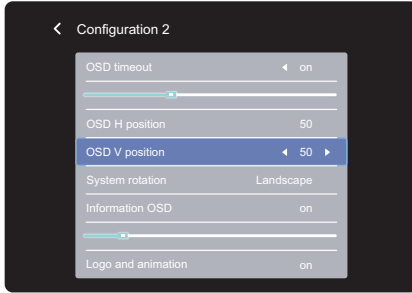 Configuration 2
OSD timeout on
OSD H position 50
OSD V position 50
System rotation Landscape
Information OSD on
Logo and animation on